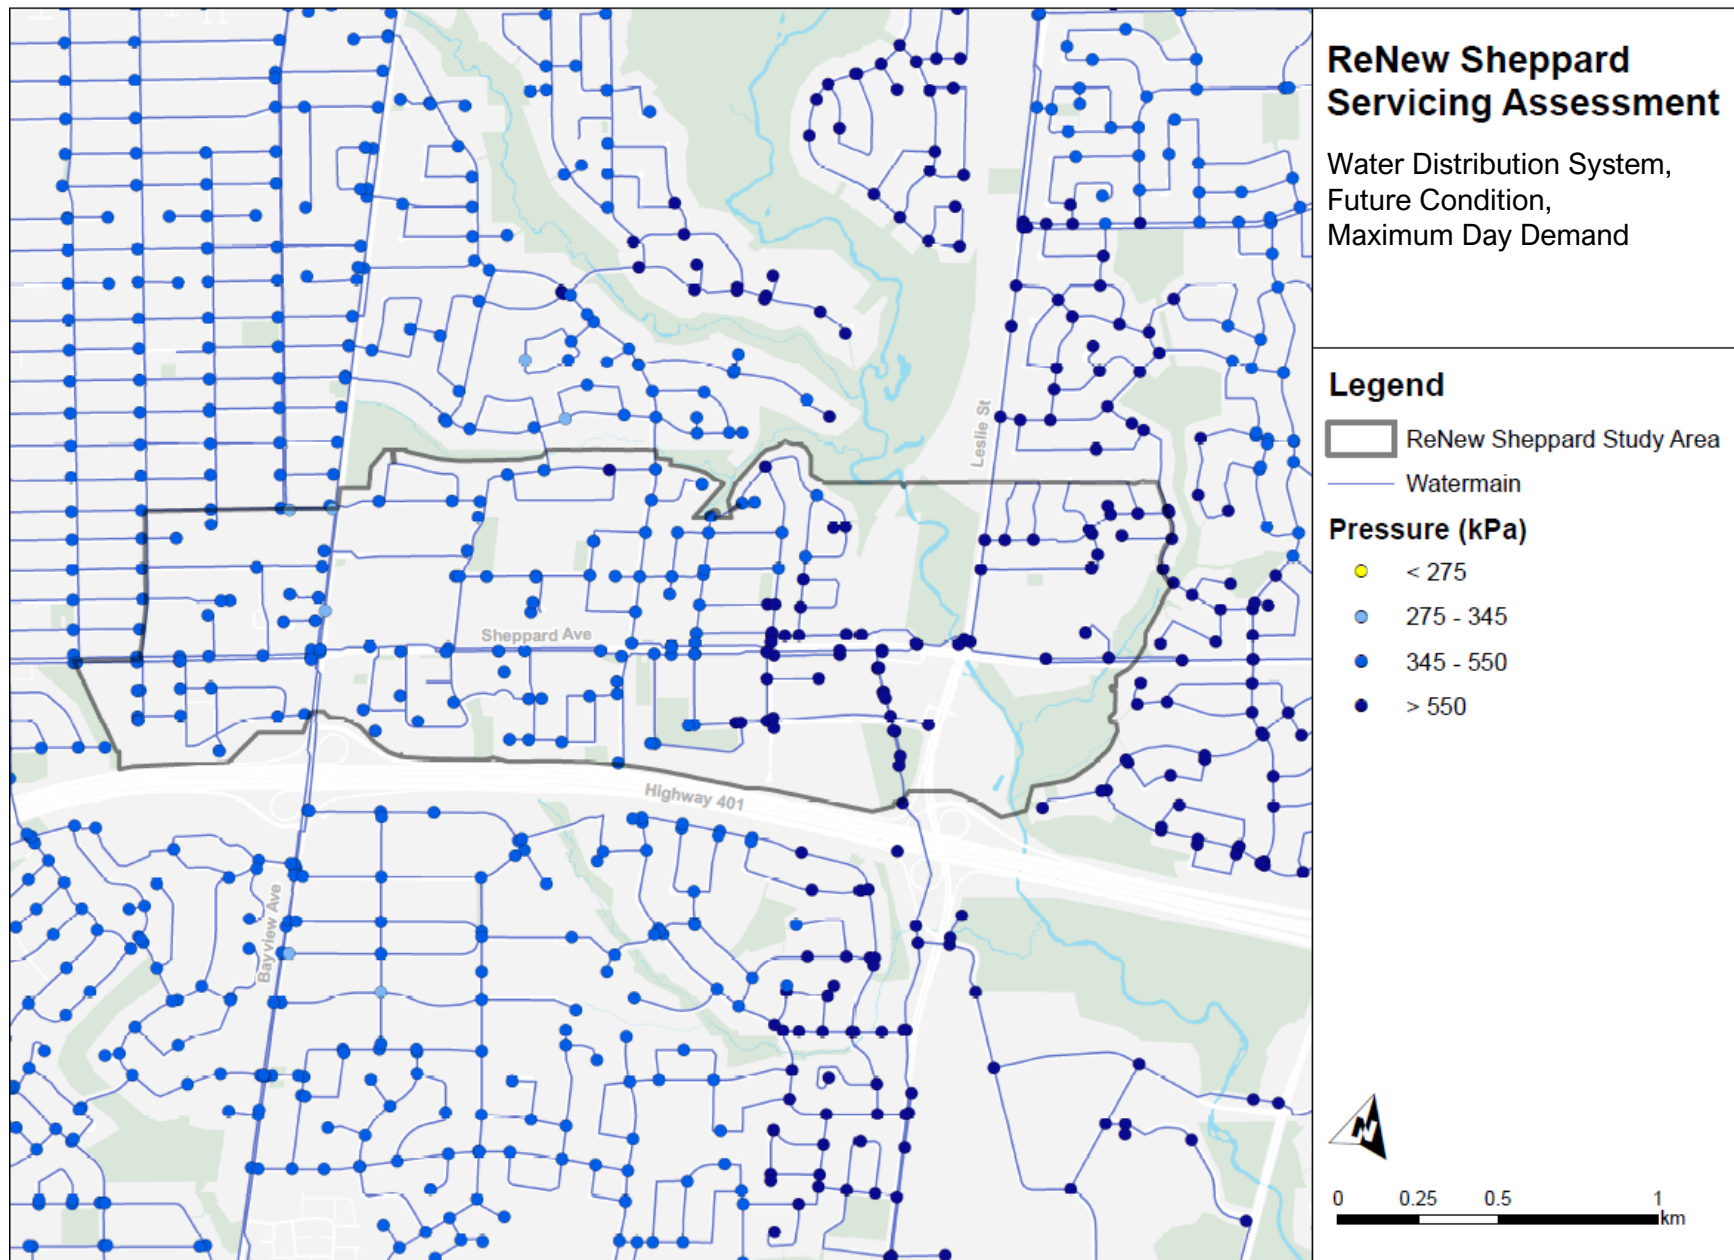 ReNew Sheppard
Servicing Assessment
Water Distribution System,
Future Condition,
Maximum Day Demand
Legend
ReNew Sheppard Study Area
Watermain
Pressure (kPa)
< 275
275 - 345
345 - 550
> 550
Leslie St
Sheppard Ave
Highway 401
Bayview Ave
N
0 0.25 0.5 1
km